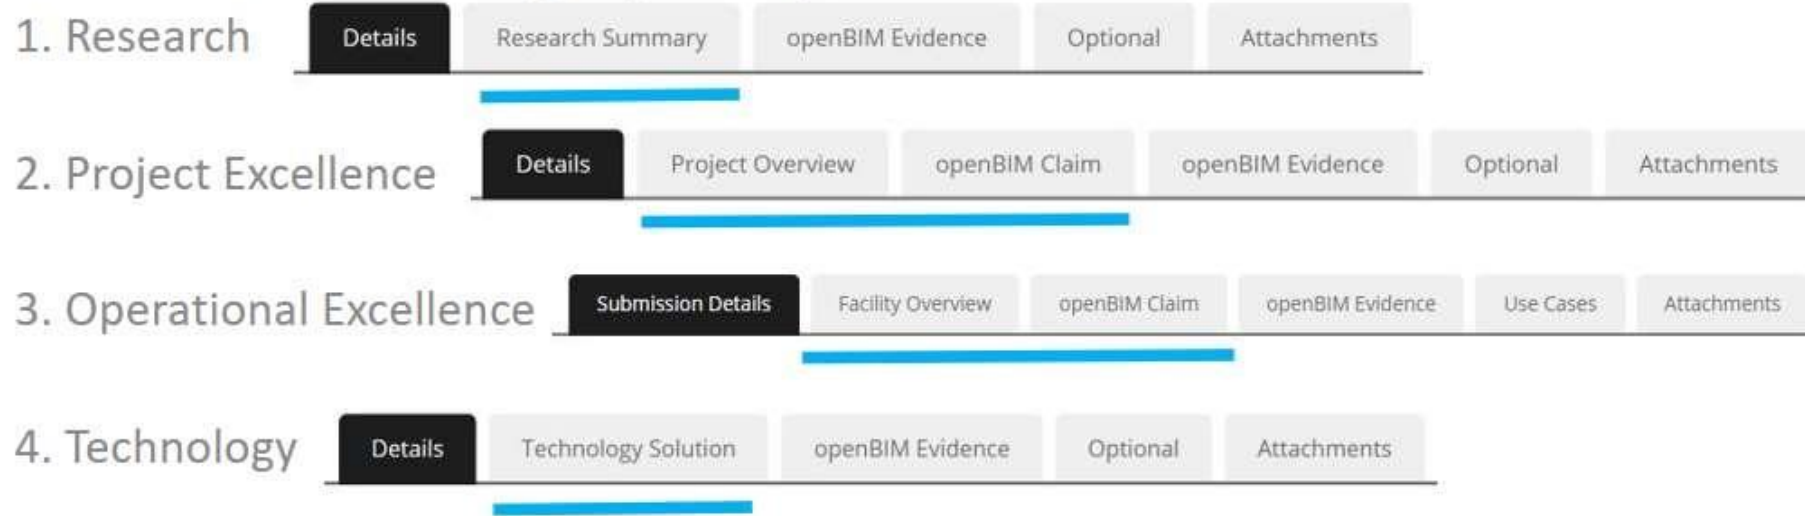 1. Research Details Research Summary openBIM Evidence Optional Attachments
2. Project Excellence Details Project Overview openBIM Claim openBIM Evidence Optional Attachments
3. Operational Excellence Submission Details Facility Overview openBIM Claim openBIM Evidence Use Cases Attachments
4. Technology Details Technology Solution openBIM Evidence Optional Attachments